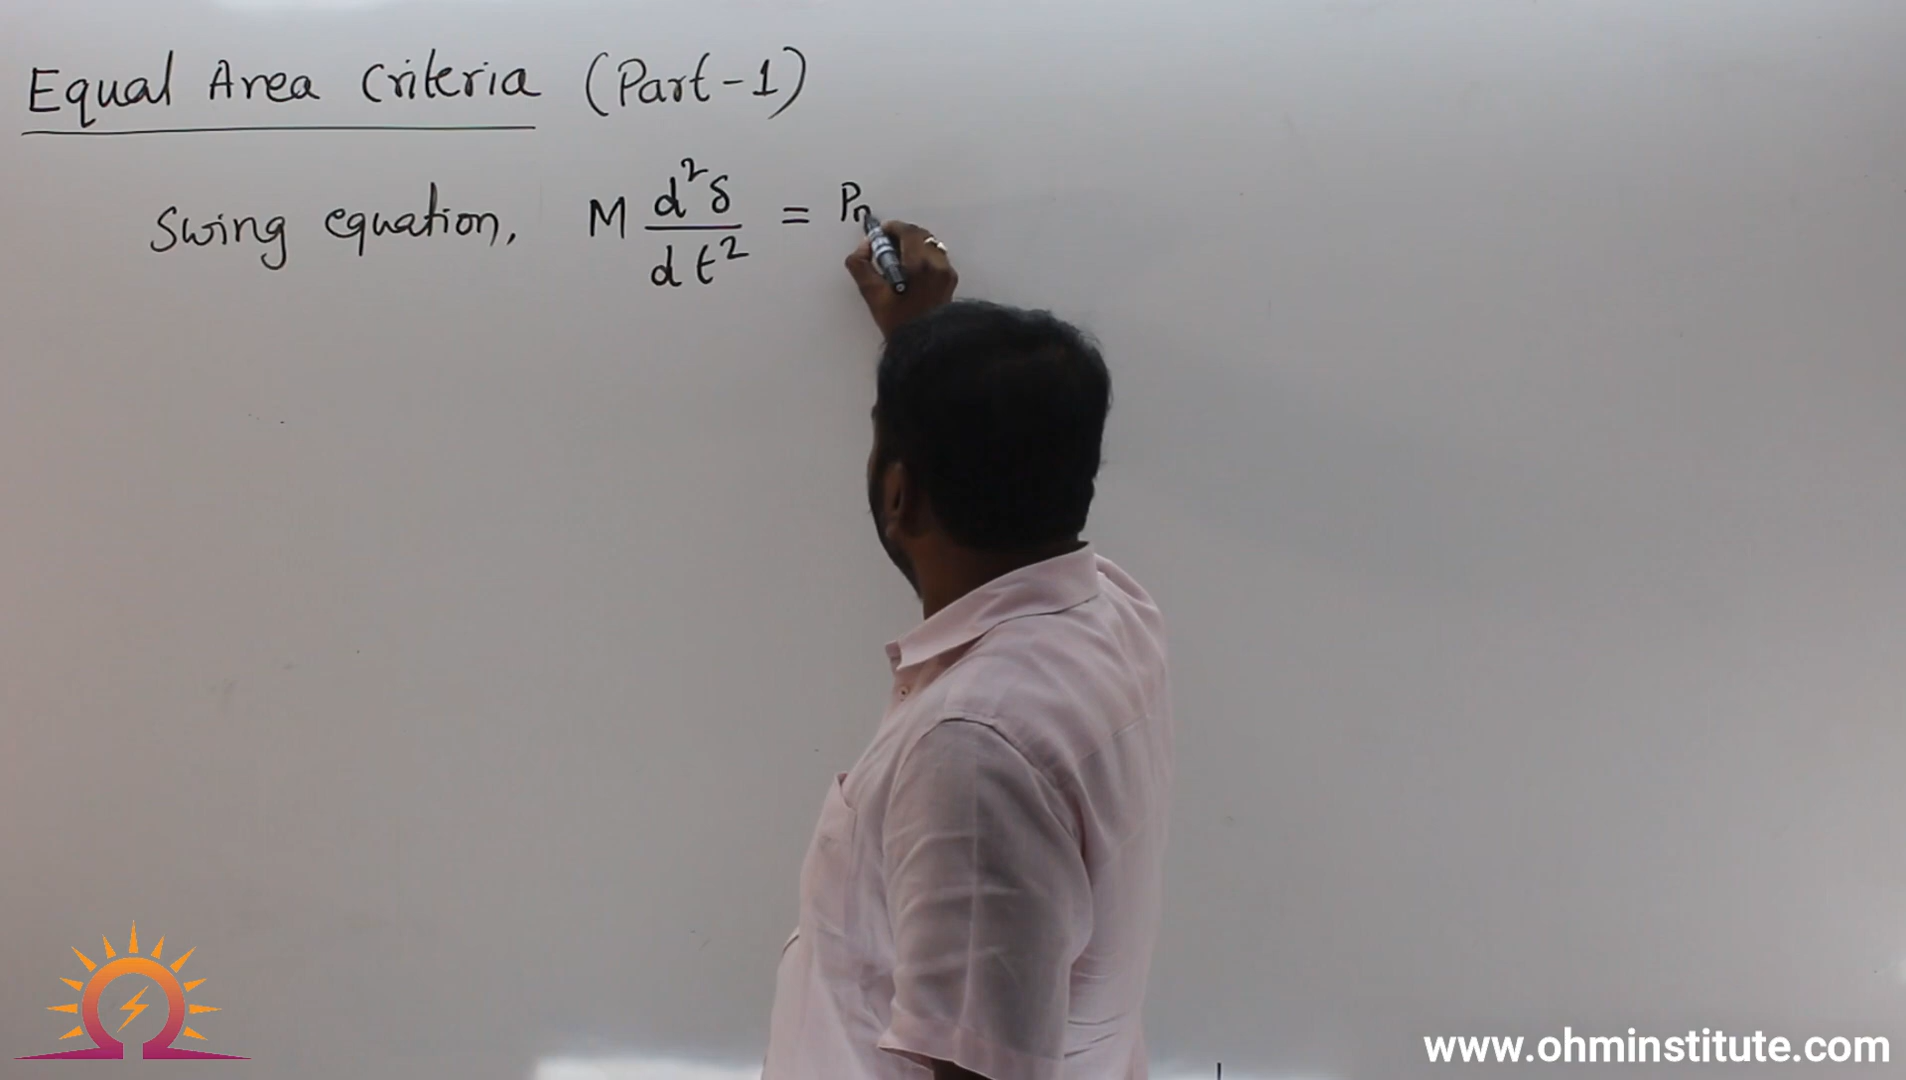 Equal Area Criteria (Part-1)
Swing equation, M d²δ/dt² = P
www.ohminstitute.com